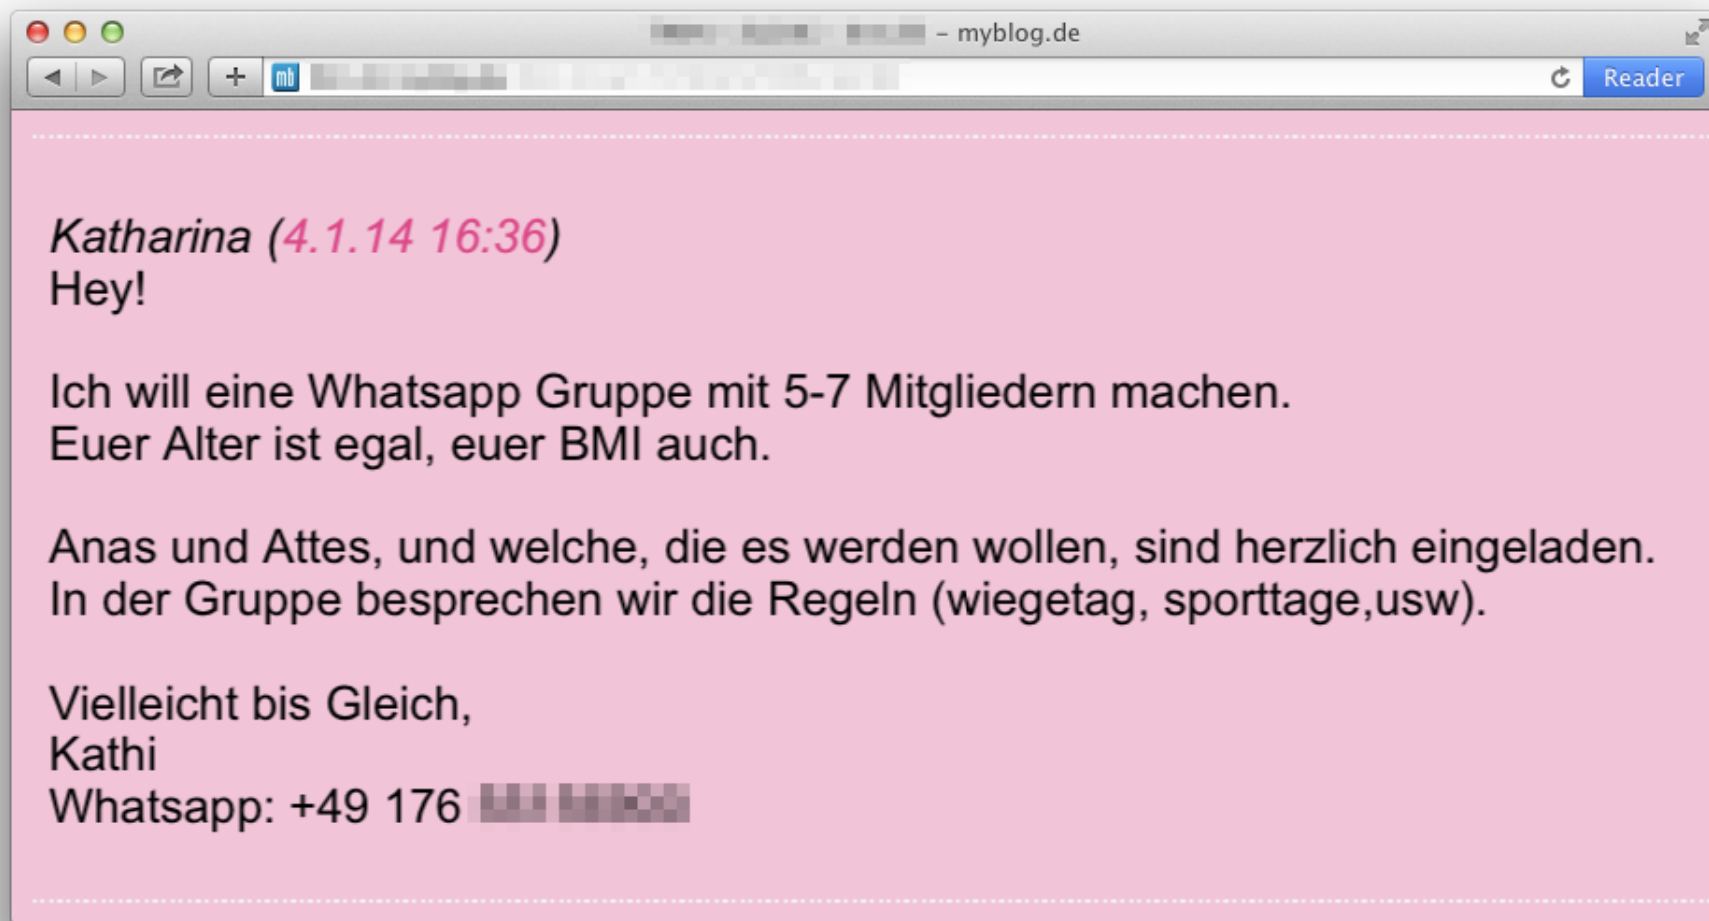 – myblog.de
mb
Reader
Katharina (4.1.14 16:36)
Hey!
Ich will eine Whatsapp Gruppe mit 5-7 Mitgliedern machen.
Euer Alter ist egal, euer BMI auch.
Anas und Attes, und welche, die es werden wollen, sind herzlich eingeladen.
In der Gruppe besprechen wir die Regeln (wiegetag, sporttage,usw).
Vielleicht bis Gleich,
Kathi
Whatsapp: +49 176